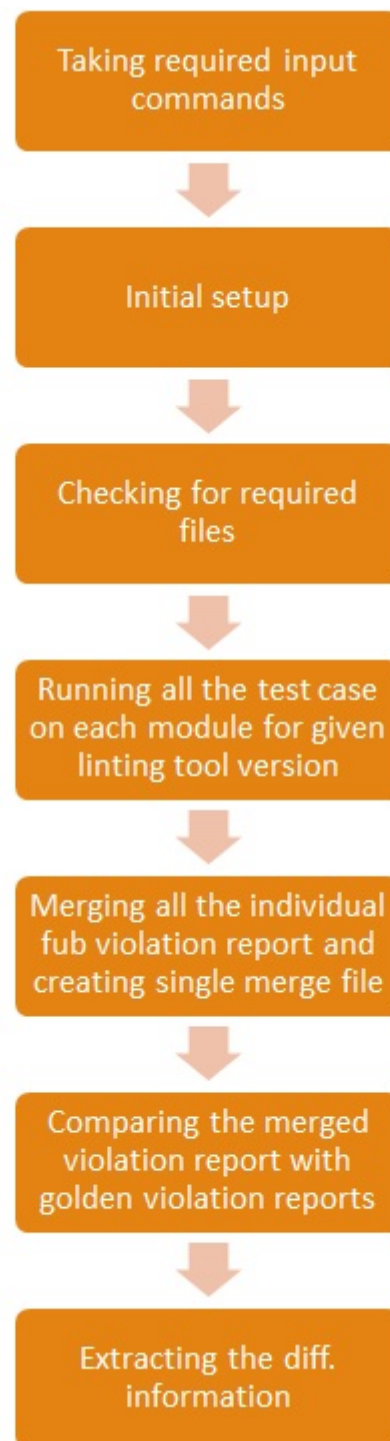 Taking required input
commands
Initial setup
Checking for required
files
Running all the test case
on each module for given
linting tool version
Merging all the individual
fub violation report and
creating single merge file
Comparing the merged
violation report with
golden violation reports
Extracting the diff.
information